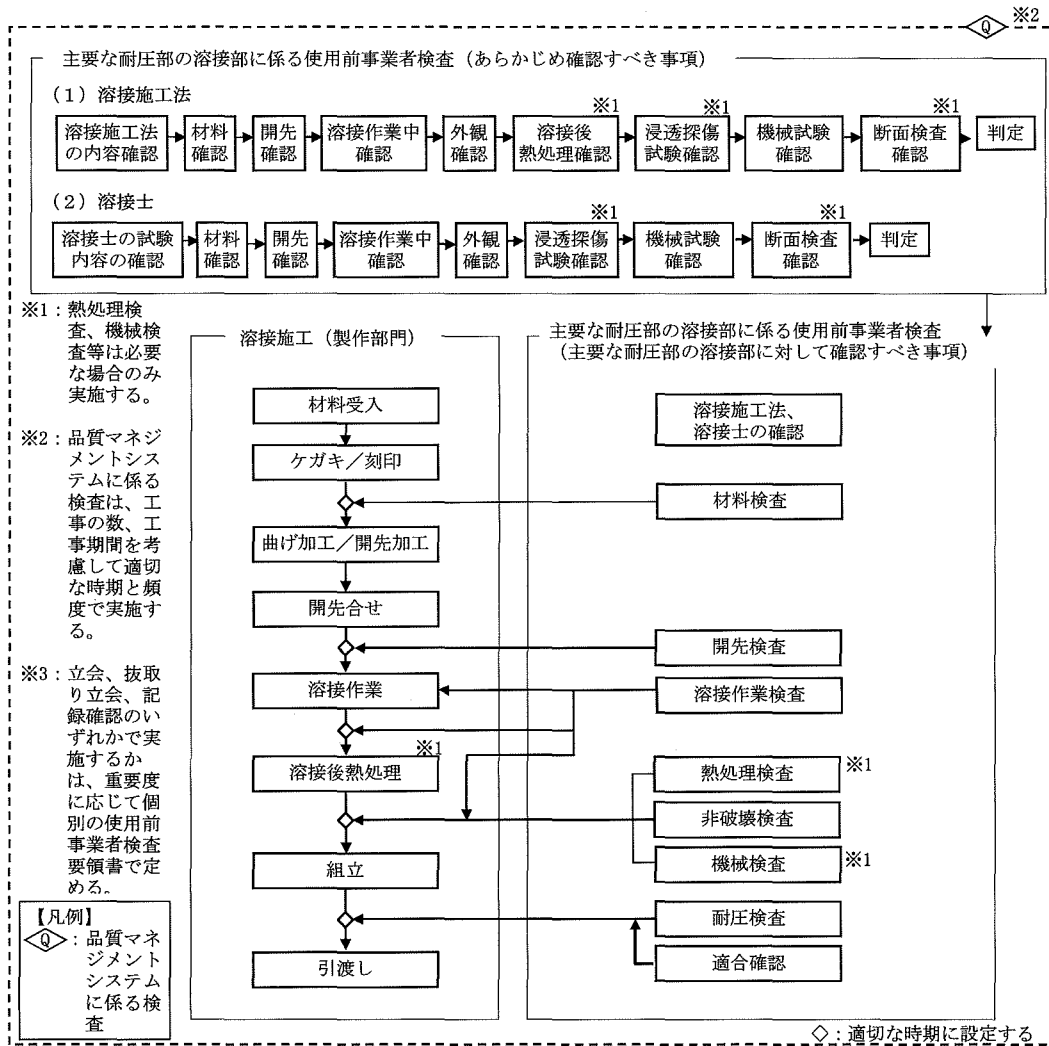 ※2
Q
主要な耐圧部の溶接部に係る使用前事業者検査（あらかじめ確認すべき事項）
（1）溶接施工法
※1
※1
※1
溶接施工法
の内容確認
材料
確認
開先
確認
溶接作業中
確認
外観
確認
溶接後
熱処理確認
浸透探傷
試験確認
機械試験
確認
断面検査
確認
判定
（2）溶接士
※1
※1
溶接士の試験
内容の確認
材料
確認
開先
確認
溶接作業中
確認
外観
確認
浸透探傷
試験確認
機械試験
確認
断面検査
確認
判定
※1：熱処理検
査、機械検
査等は必要
な場合のみ
実施する。
※2：品質マネジ
メントシス
テムに係る
検査は、工
事の数、工
事期間を考
慮して適切
な時期と頻
度で実施す
る。
※3：立会、抜取
り立会、記
録確認のい
ずれかで実
施するか
は、重要度
に応じて個
別の使用前
事業者検査
要領書で定
める。
【凡例】
Q：品質マネ
ジメント
システム
に係る検
査
溶接施工（製作部門）
材料受入
ケガキ／刻印
曲げ加工／開先加工
開先合せ
溶接作業
※1
溶接後熱処理
組立
引渡し
主要な耐圧部の溶接部に係る使用前事業者検査
（主要な耐圧部の溶接部に対して確認すべき事項）
溶接施工法、
溶接士の確認
材料検査
開先検査
溶接作業検査
熱処理検査
※1
非破壊検査
機械検査
※1
耐圧検査
適合確認
◇：適切な時期に設定する